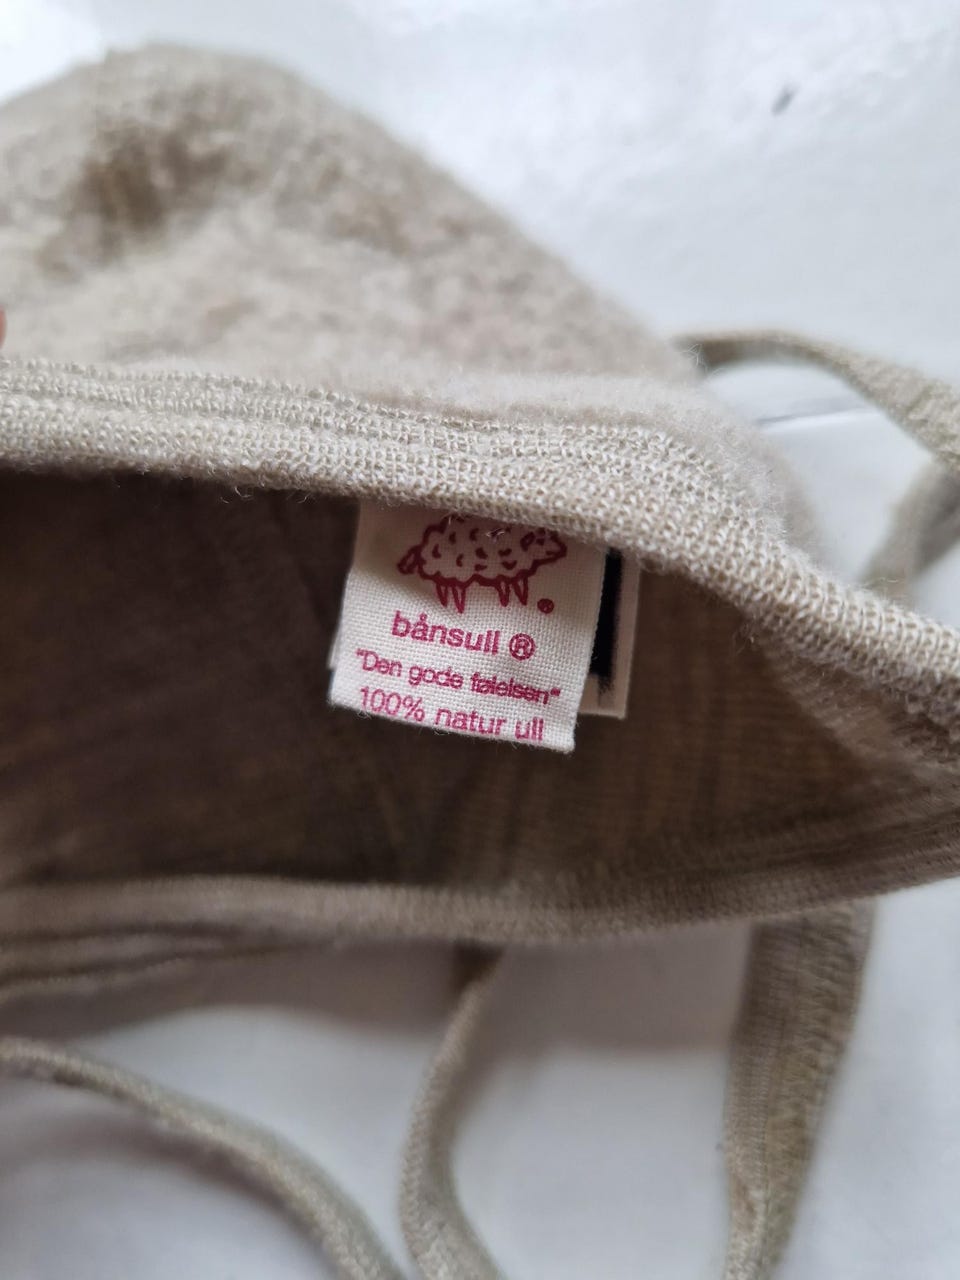 ®
bånsull ®
"Den gode følelsen"
100% natur ull